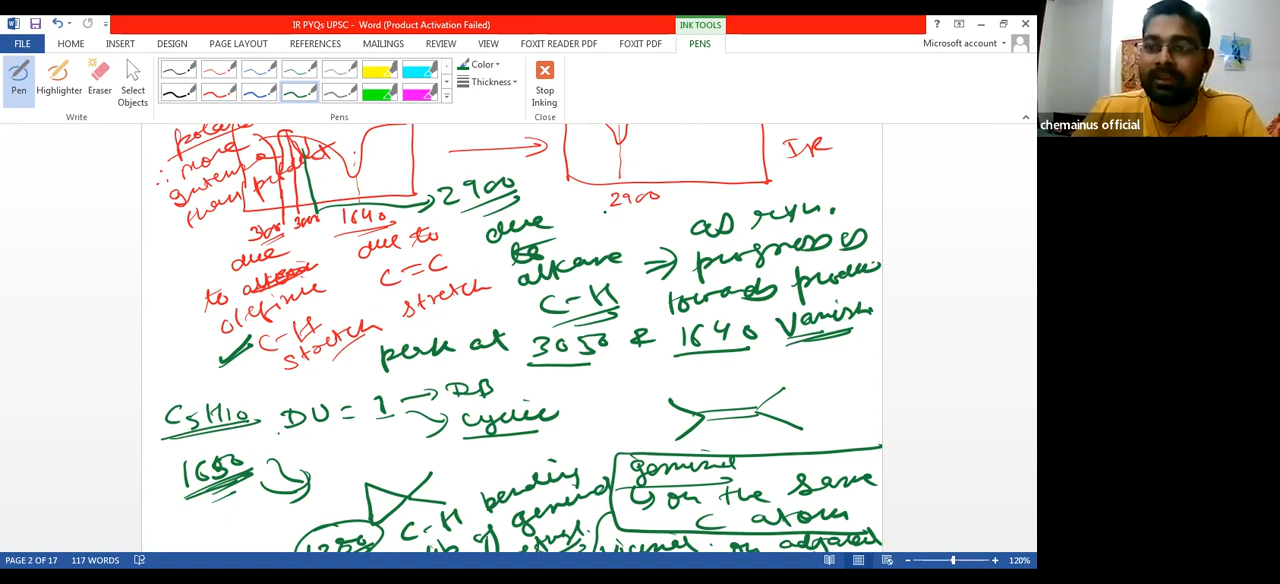 IR PYQs UPSC - Word (Product Activation Failed)
INK TOOLS
FILE HOME INSERT DESIGN PAGE LAYOUT REFERENCES MAILINGS REVIEW VIEW FOXIT READER PDF FOXIT PDF PENS
Microsoft account
Pen Highlighter Eraser Select Objects
Color
Thickness
Stop Inking
Write Pens Close
chemainus official
more
than
IR
2900
2900
3000 1640
due to
olefinic
C-H
stretch
due to
C=C
stretch
due
to
alkane
C-H
⇒ as rxn.
progresses
towards
peak at 3050 & 1640 vanish
C5H10 DU = 1 → DB
cyclic
1650
C-H bending
of
geminal
↳ on the same
C atom
PAGE 2 OF 17 117 WORDS
120%